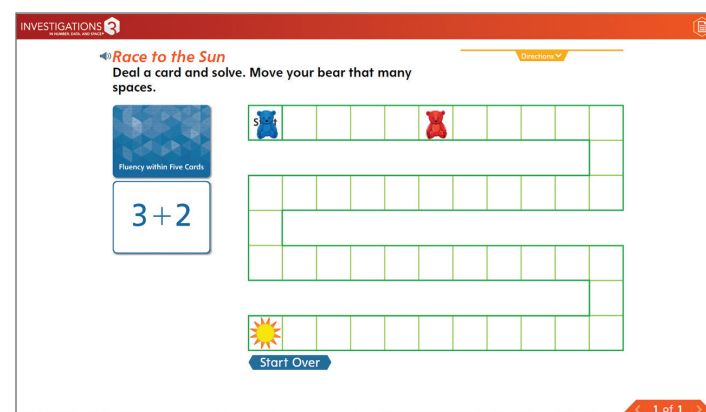 INVESTIGATIONS 3
IN NUMBER, DATA, AND SPACE®
Race to the Sun
Directions
Deal a card and solve. Move your bear that many
spaces.
Fluency within Five Cards
3+2
Start Over
1 of 1